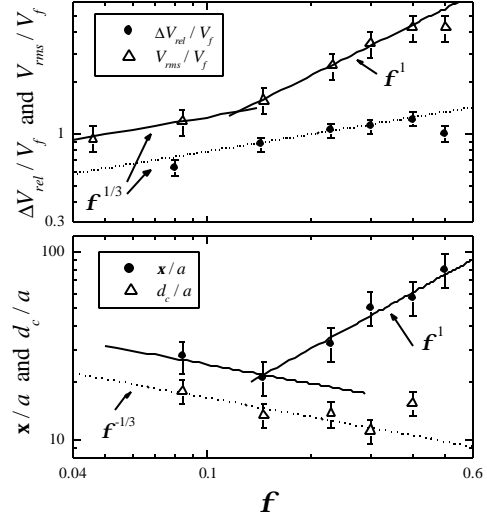 ΔV_rel / V_f
V_rms / V_f
f^1
f^1/3
1
0.3
ΔV_rel / V_f and V_rms / V_f
100
x / a
d_c / a
f^1
f^-1/3
10
x / a and d_c / a
0.04
0.1
0.6
f